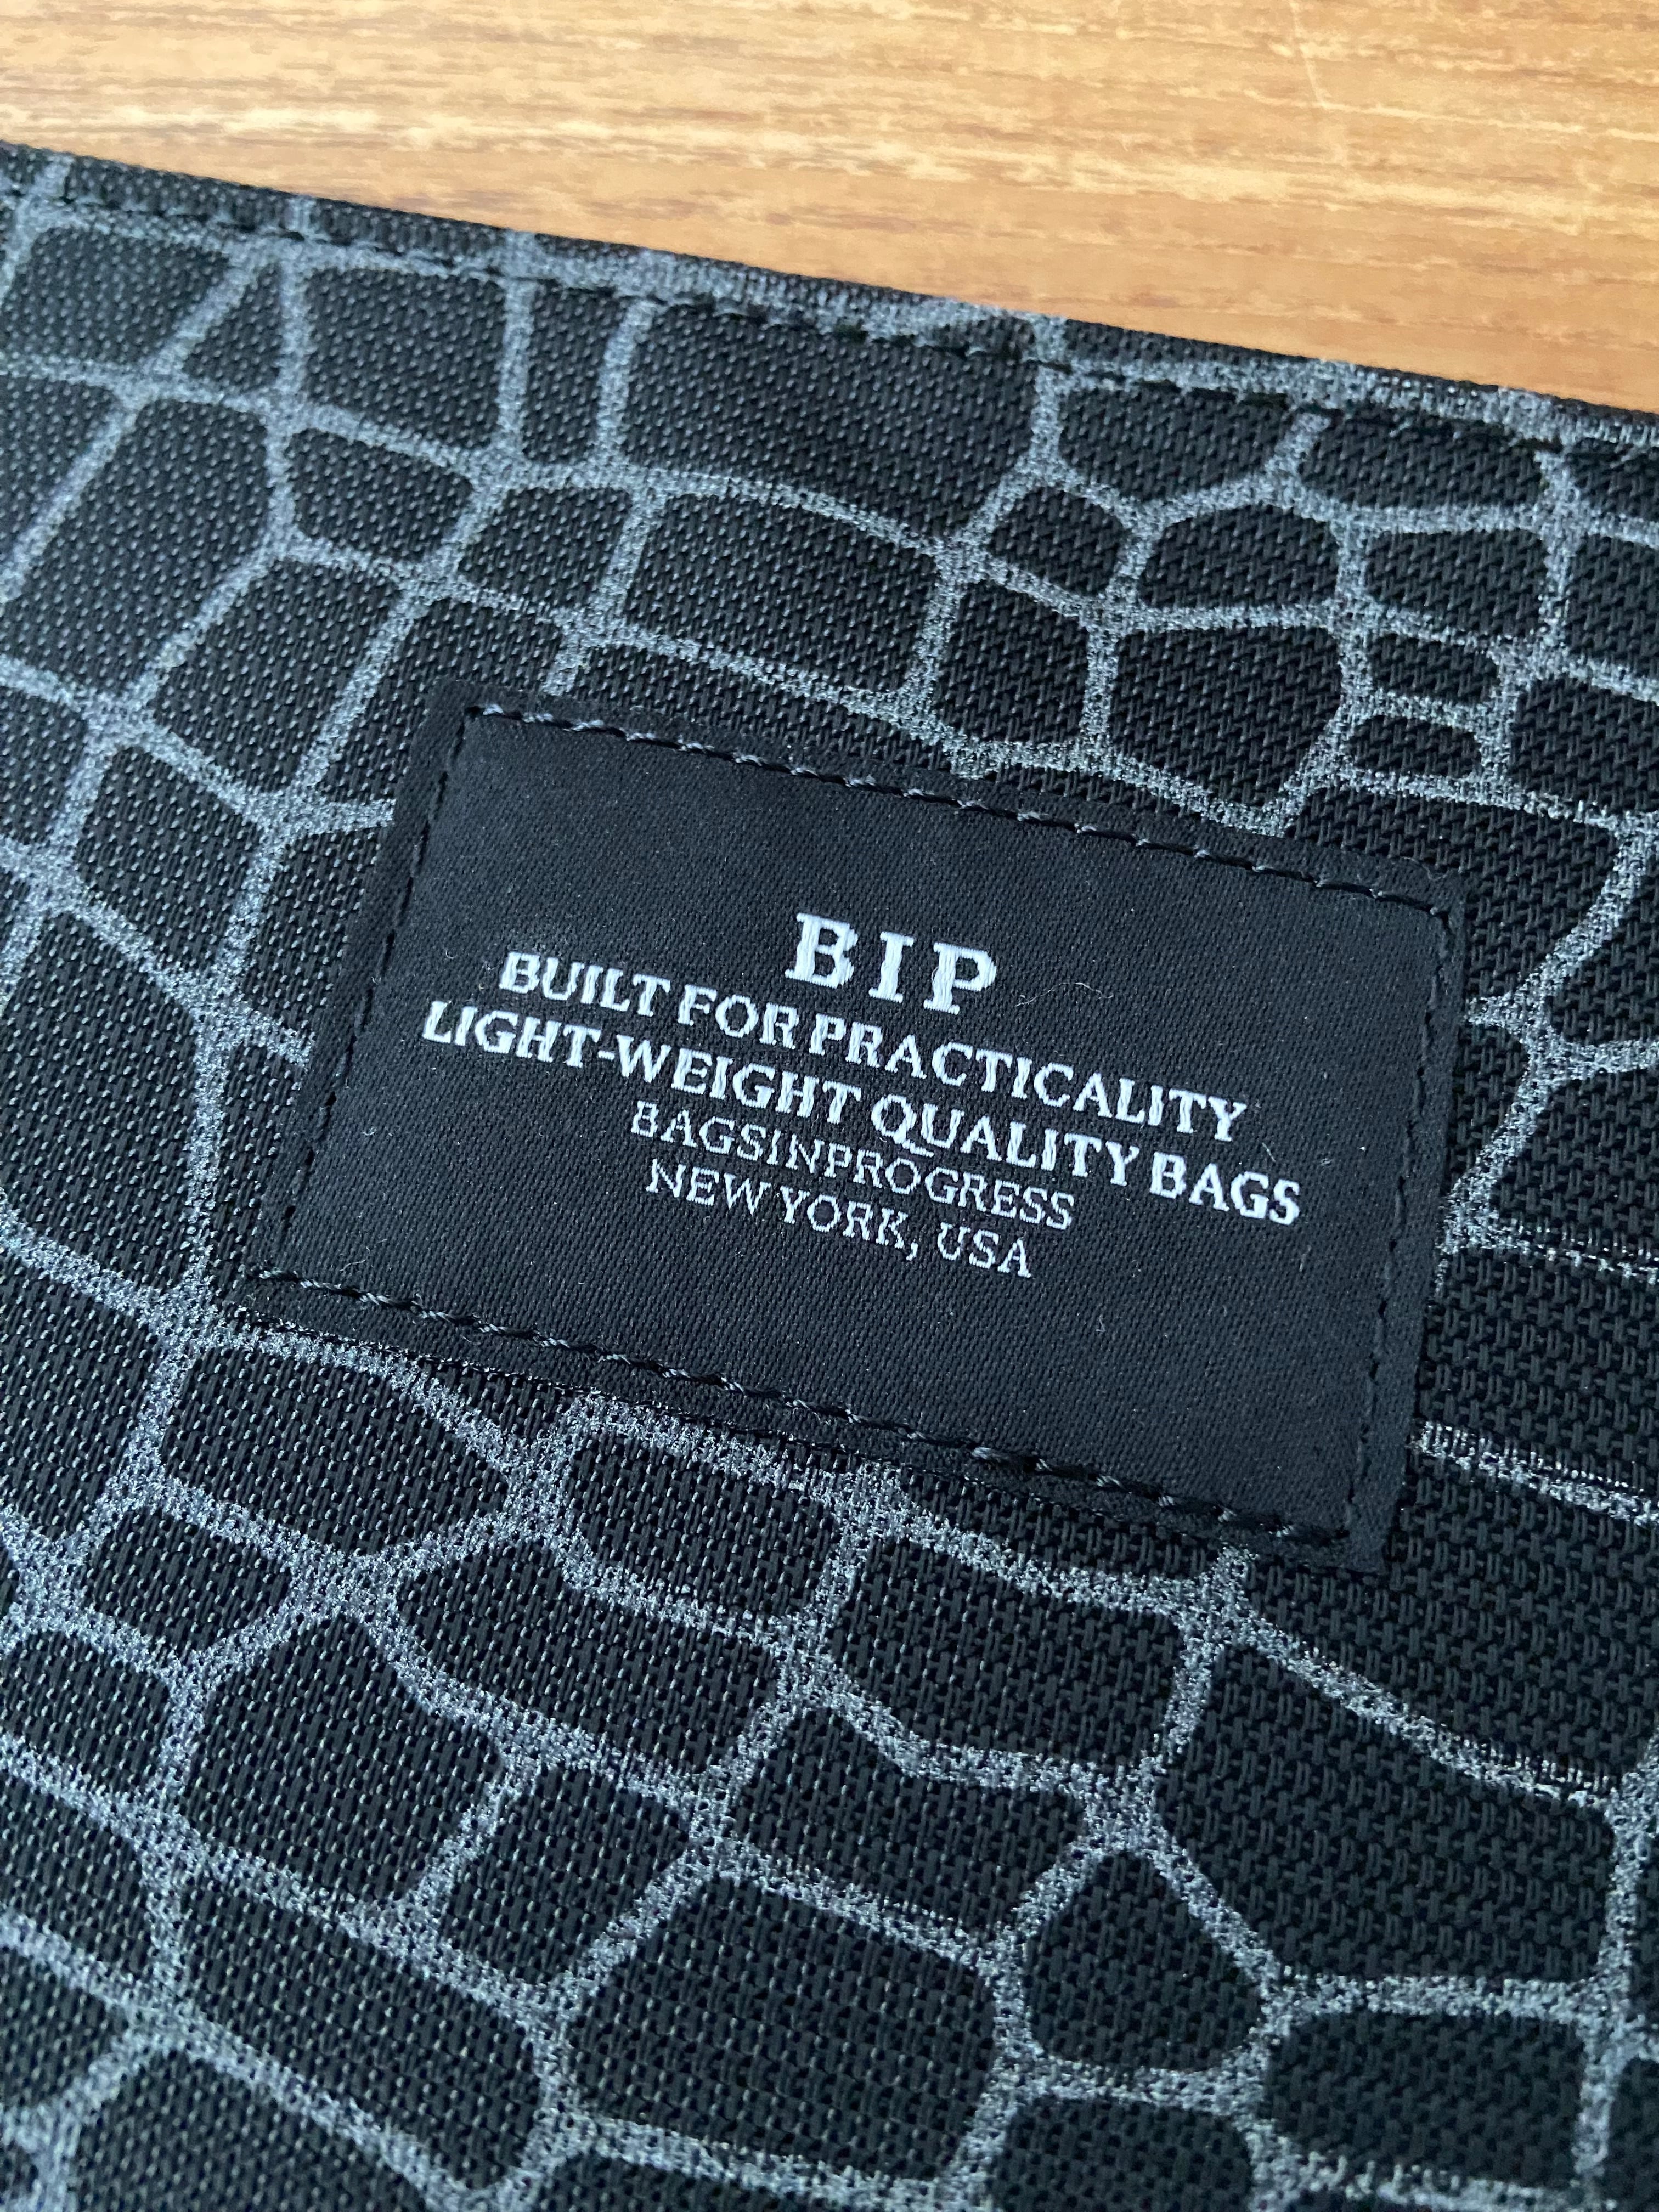 BIP
BUILT FOR PRACTICALITY
LIGHT-WEIGHT QUALITY BAGS
BAGSINPROGRESS
NEW YORK, USA